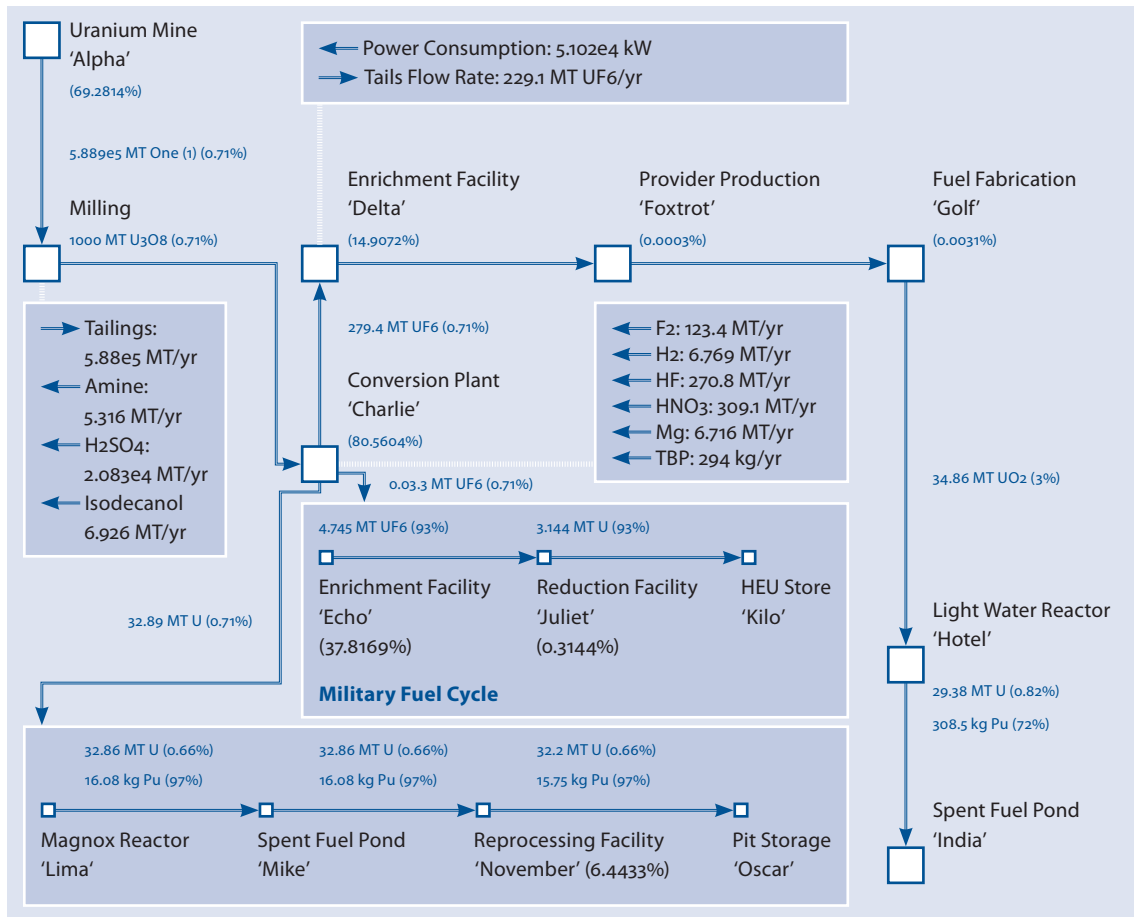 Uranium Mine
‘Alpha’
(69.2814%)
Power Consumption: 5.102e4 kW
Tails Flow Rate: 229.1 MT UF6/yr
5.889e5 MT One (1) (0.71%)
Milling
1000 MT U3O8 (0.71%)
Enrichment Facility
‘Delta’
(14.9072%)
Provider Production
‘Foxtrot’
(0.0003%)
Fuel Fabrication
‘Golf’
(0.0031%)
Tailings:
5.88e5 MT/yr
Amine:
5.316 MT/yr
H2SO4:
2.083e4 MT/yr
Isodecanol
6.926 MT/yr
279.4 MT UF6 (0.71%)
Conversion Plant
‘Charlie’
(80.5604%)
F2: 123.4 MT/yr
H2: 6.769 MT/yr
HF: 270.8 MT/yr
HNO3: 309.1 MT/yr
Mg: 6.716 MT/yr
TBP: 294 kg/yr
0.03.3 MT UF6 (0.71%)
34.86 MT UO2 (3%)
4.745 MT UF6 (93%)
3.144 MT U (93%)
Enrichment Facility
‘Echo’
(37.8169%)
Reduction Facility
‘Juliet’
(0.3144%)
HEU Store
‘Kilo’
Military Fuel Cycle
32.89 MT U (0.71%)
Light Water Reactor
‘Hotel’
29.38 MT U (0.82%)
308.5 kg Pu (72%)
32.86 MT U (0.66%)
16.08 kg Pu (97%)
32.86 MT U (0.66%)
16.08 kg Pu (97%)
32.2 MT U (0.66%)
15.75 kg Pu (97%)
Magnox Reactor
‘Lima‘
Spent Fuel Pond
‘Mike’
Reprocessing Facility
‘November’ (6.4433%)
Pit Storage
‘Oscar’
Spent Fuel Pond
‘India’